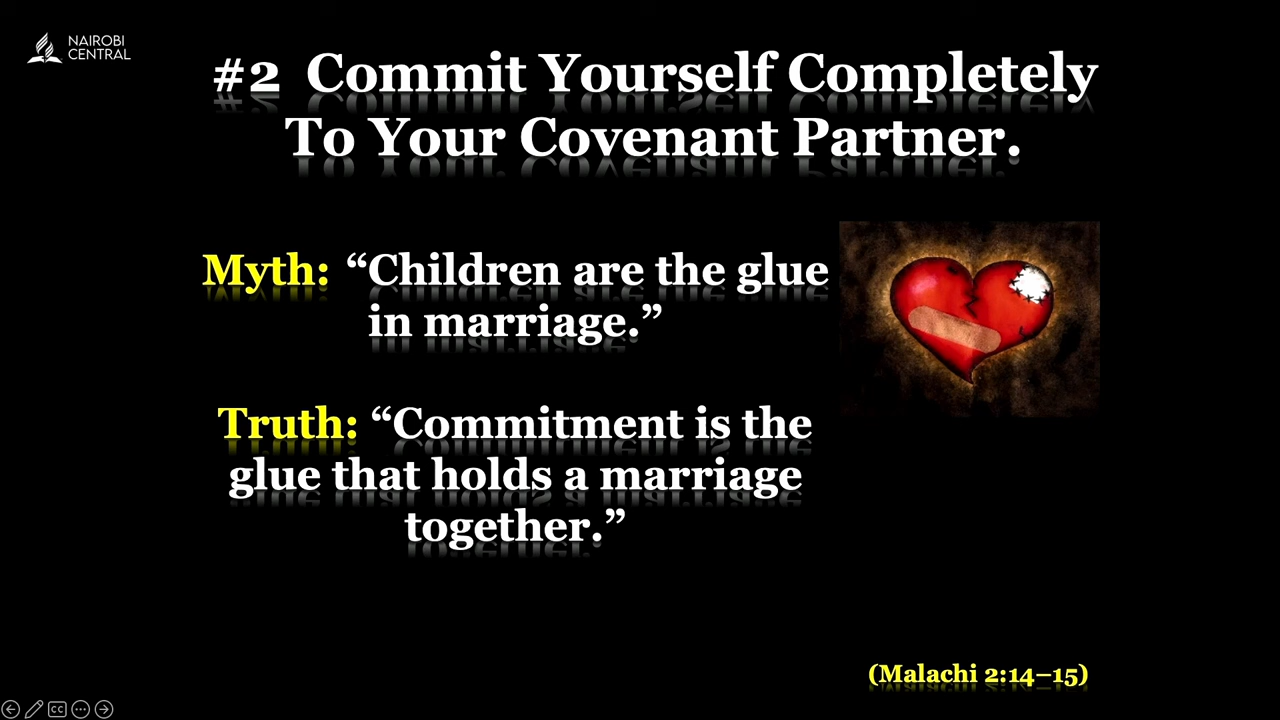 NAIROBI
CENTRAL
#2 Commit Yourself Completely
To Your Covenant Partner.
Myth: “Children are the glue
in marriage.”
Truth: “Commitment is the
glue that holds a marriage
together.”
(Malachi 2:14–15)
CC